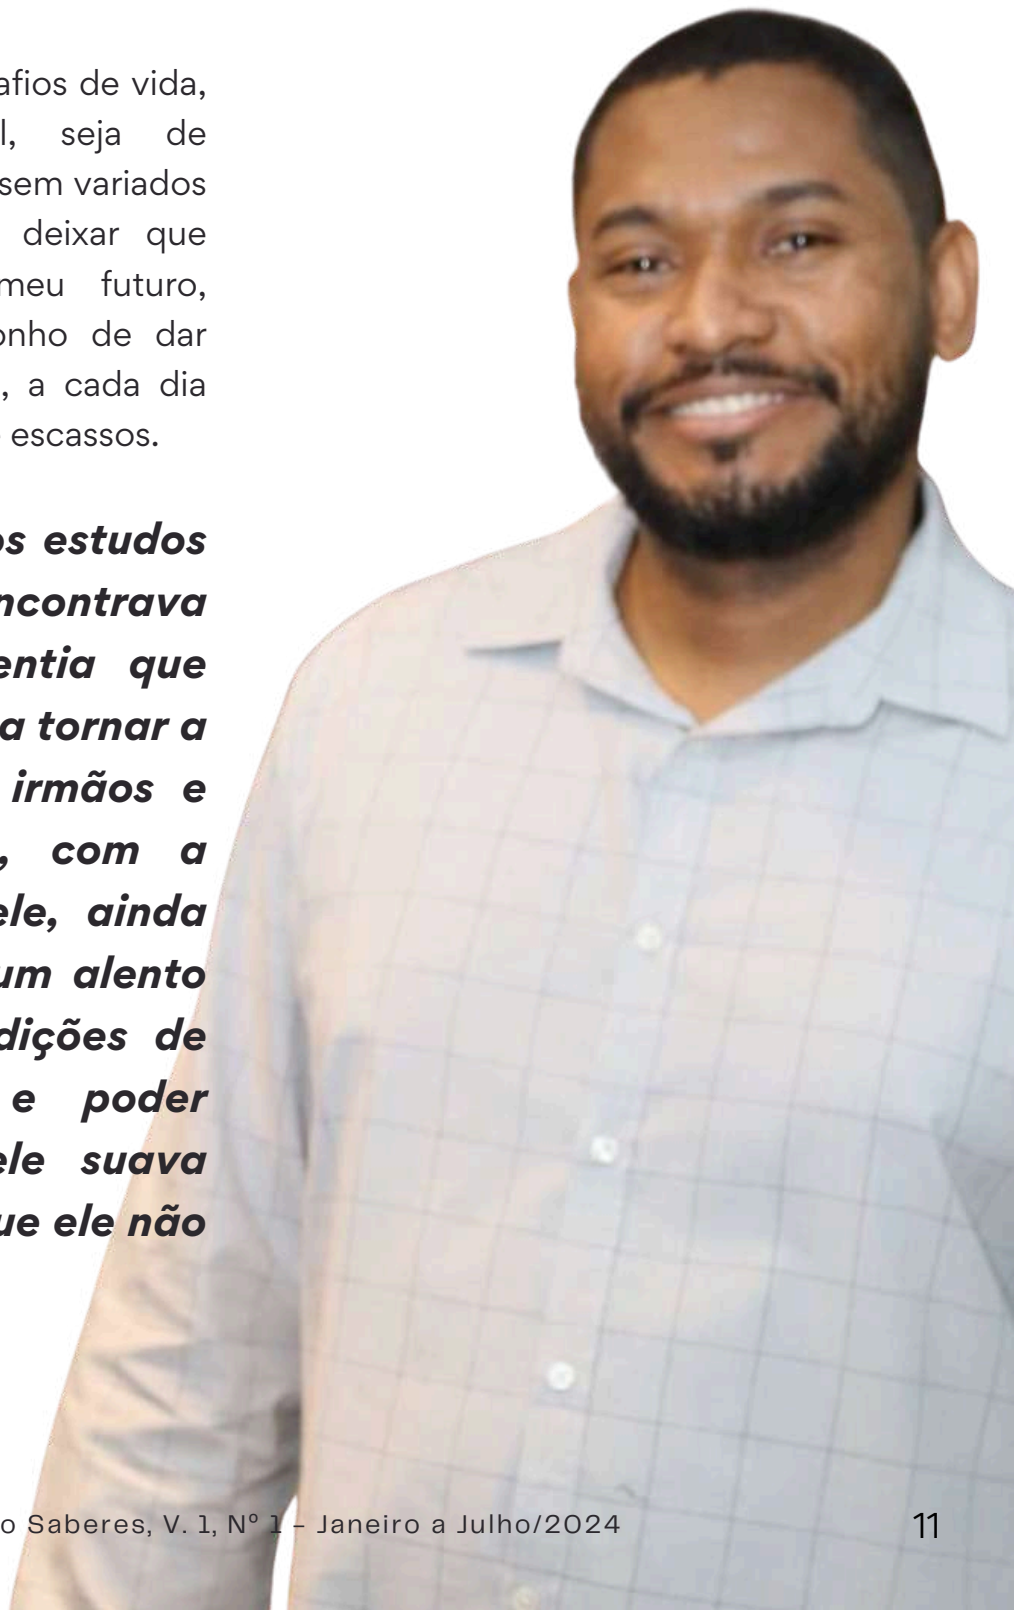 afios de vida,
l, seja de
sem variados
deixar que
meu futuro,
onho de dar
, a cada dia
escassos.
os estudos
ncontrava
entia que
a tornar a
irmãos e
, com a
ele, ainda
um alento
dições de
e poder
ele suava
ue ele não
o Saberes, V. 1, Nº 1 – Janeiro a Julho/2024
11